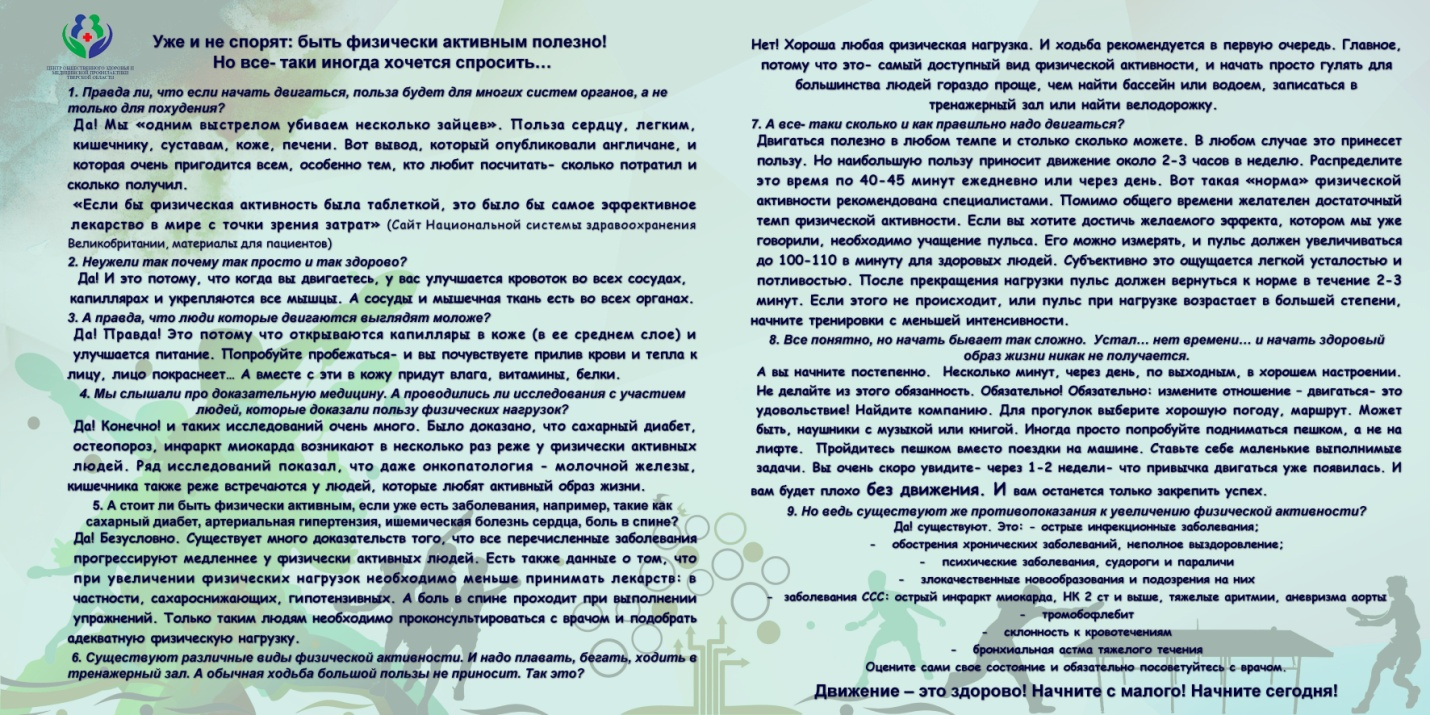 ЦЕНТР ОБЩЕСТВЕННОГО ЗДОРОВЬЯ И
МЕДИЦИНСКОЙ ПРОФИЛАКТИКИ
ТВЕРСКОЙ ОБЛАСТИ
Уже и не спорят: быть физически активным полезно!
Но все- таки иногда хочется спросить…
1. Правда ли, что если начать двигаться, польза будет для многих систем органов, а не
только для похудения?
Да! Мы «одним выстрелом убиваем несколько зайцев». Польза сердцу, легким,
кишечнику, суставам, коже, печени. Вот вывод, который опубликовали англичане, и
которая очень пригодится всем, особенно тем, кто любит посчитать- сколько потратил и
сколько получил.
«Если бы физическая активность была таблеткой, это было бы самое эффективное
лекарство в мире с точки зрения затрат» (Сайт Национальной системы здравоохранения
Великобритании, материалы для пациентов)
2. Неужели так почему так просто и так здорово?
Да! И это потому, что когда вы двигаетесь, у вас улучшается кровоток во всех сосудах,
капиллярах и укрепляются все мышцы. А сосуды и мышечная ткань есть во всех органах.
3. А правда, что люди которые двигаются выглядят моложе?
Да! Правда! Это потому что открываются капилляры в коже (в ее среднем слое) и
улучшается питание. Попробуйте пробежаться- и вы почувствуете прилив крови и тепла к
лицу, лицо покраснеет… А вместе с эти в кожу придут влага, витамины, белки.
4. Мы слышали про доказательную медицину. А проводились ли исследования с участием
людей, которые доказали пользу физических нагрузок?
Да! Конечно! и таких исследований очень много. Было доказано, что сахарный диабет,
остеопороз, инфаркт миокарда возникают в несколько раз реже у физически активных
людей. Ряд исследований показал, что даже онкопатология - молочной железы,
кишечника также реже встречаются у людей, которые любят активный образ жизни.
5. А стоит ли быть физически активным, если уже есть заболевания, например, такие как
сахарный диабет, артериальная гипертензия, ишемическая болезнь сердца, боль в спине?
Да! Безусловно. Существует много доказательств того, что все перечисленные заболевания
прогрессируют медленнее у физически активных людей. Есть также данные о том, что
при увеличении физических нагрузок необходимо меньше принимать лекарств: в
частности, сахароснижающих, гипотензивных. А боль в спине проходит при выполнении
упражнений. Только таким людям необходимо проконсультироваться с врачом и подобрать
адекватную физическую нагрузку.
6. Существуют различные виды физической активности. И надо плавать, бегать, ходить в
тренажерный зал. А обычная ходьба большой пользы не приносит. Так это?
Нет! Хороша любая физическая нагрузка. И ходьба рекомендуется в первую очередь. Главное,
потому что это- самый доступный вид физической активности, и начать просто гулять для
большинства людей гораздо проще, чем найти бассейн или водоем, записаться в
тренажерный зал или найти велодорожку.
7. А все- таки сколько и как правильно надо двигаться?
Двигаться полезно в любом темпе и столько сколько можете. В любом случае это принесет
пользу. Но наибольшую пользу приносит движение около 2-3 часов в неделю. Распределите
это время по 40-45 минут ежедневно или через день. Вот такая «норма» физической
активности рекомендована специалистами. Помимо общего времени желателен достаточный
темп физической активности. Если вы хотите достичь желаемого эффекта, котором мы уже
говорили, необходимо учащение пульса. Его можно измерять, и пульс должен увеличиваться
до 100-110 в минуту для здоровых людей. Субъективно это ощущается легкой усталостью и
потливостью. После прекращения нагрузки пульс должен вернуться к норме в течение 2-3
минут. Если этого не происходит, или пульс при нагрузке возрастает в большей степени,
начните тренировки с меньшей интенсивности.
8. Все понятно, но начать бывает так сложно. Устал… нет времени… и начать здоровый
образ жизни никак не получается.
А вы начните постепенно. Несколько минут, через день, по выходным, в хорошем настроении.
Не делайте из этого обязанность. Обязательно! Обязательно: измените отношение – двигаться- это
удовольствие! Найдите компанию. Для прогулок выберите хорошую погоду, маршрут. Может
быть, наушники с музыкой или книгой. Иногда просто попробуйте подниматься пешком, а не на
лифте. Пройдитесь пешком вместо поездки на машине. Ставьте себе маленькие выполнимые
задачи. Вы очень скоро увидите- через 1-2 недели- что привычка двигаться уже появилась. И
вам будет плохо без движения. И вам останется только закрепить успех.
9. Но ведь существуют же противопоказания к увеличению физической активности?
Да! существуют. Это: - острые инфекционные заболевания;
- обострения хронических заболеваний, неполное выздоровление;
- психические заболевания, судороги и параличи
- злокачественные новообразования и подозрения на них
- заболевания ССС: острый инфаркт миокарда, НК 2 ст и выше, тяжелые аритмии, аневризма аорты
- тромобофлебит
- склонность к кровотечениям
- бронхиальная астма тяжелого течения
Оцените сами свое состояние и обязательно посоветуйтесь с врачом.
Движение – это здорово! Начните с малого! Начните сегодня!